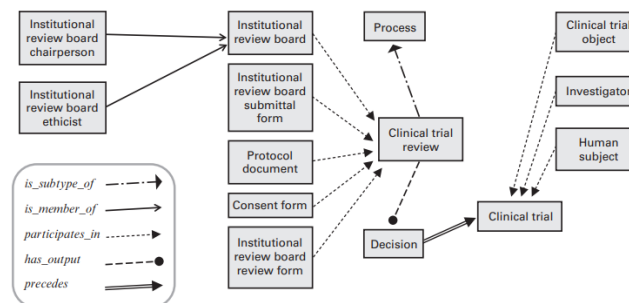 Institutional
review board
chairperson
Institutional
review board
ethicist
Institutional
review board
Institutional
review board
submittal
form
Protocol
document
Consent form
Institutional
review board
review form
Process
Clinical trial
review
Decision
Clinical trial
object
Investigator
Human
subject
Clinical trial
is_subtype_of
is_member_of
participates_in
has_output
precedes